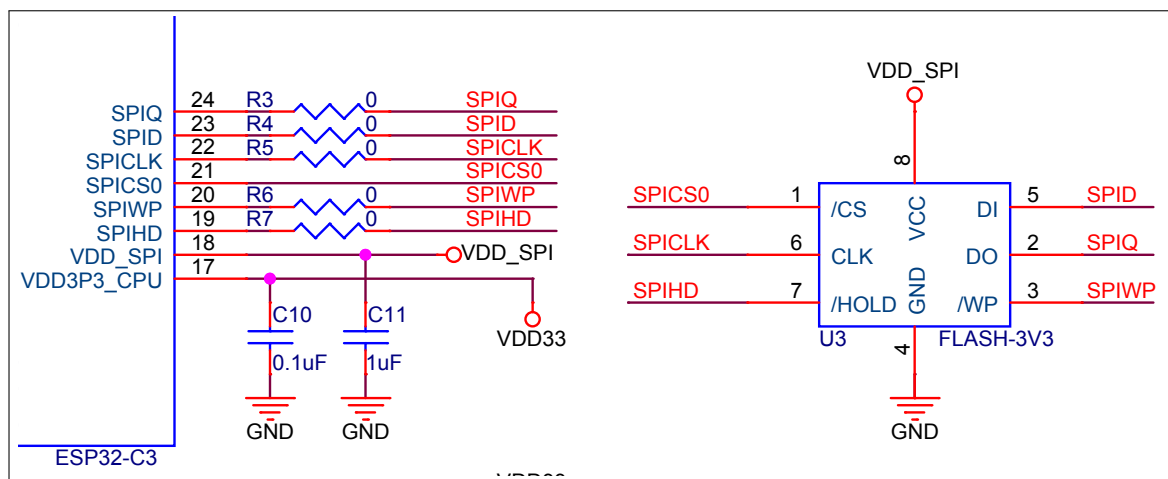 SPIQ 24 R3 0 SPIQ
SPID 23 R4 0 SPID
SPICLK 22 R5 0 SPICLK
SPICS0 21 SPICS0
SPIWP 20 R6 0 SPIWP
SPIHD 19 R7 0 SPIHD
VDD_SPI 18 VDD_SPI
VDD3P3_CPU 17
C10 C11
VDD33
0.1uF 1uF
GND GND
ESP32-C3
VDD_SPI
8
SPICS0 1 /CS VCC DI 5 SPID
SPICLK 6 CLK DO 2 SPIQ
SPIHD 7 /HOLD GND /WP 3 SPIWP
U3 FLASH-3V3
4
GND